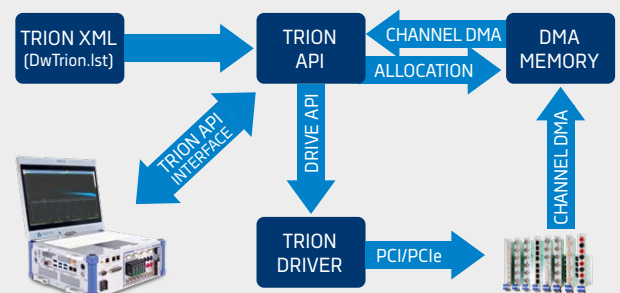 TRION XML
(DwTrion.lst)
TRION
API
CHANNEL DMA
ALLOCATION
DMA
MEMORY
TRION API
INTERFACE
DRIVE API
CHANNEL DMA
TRION
DRIVER
PCI/PCIe